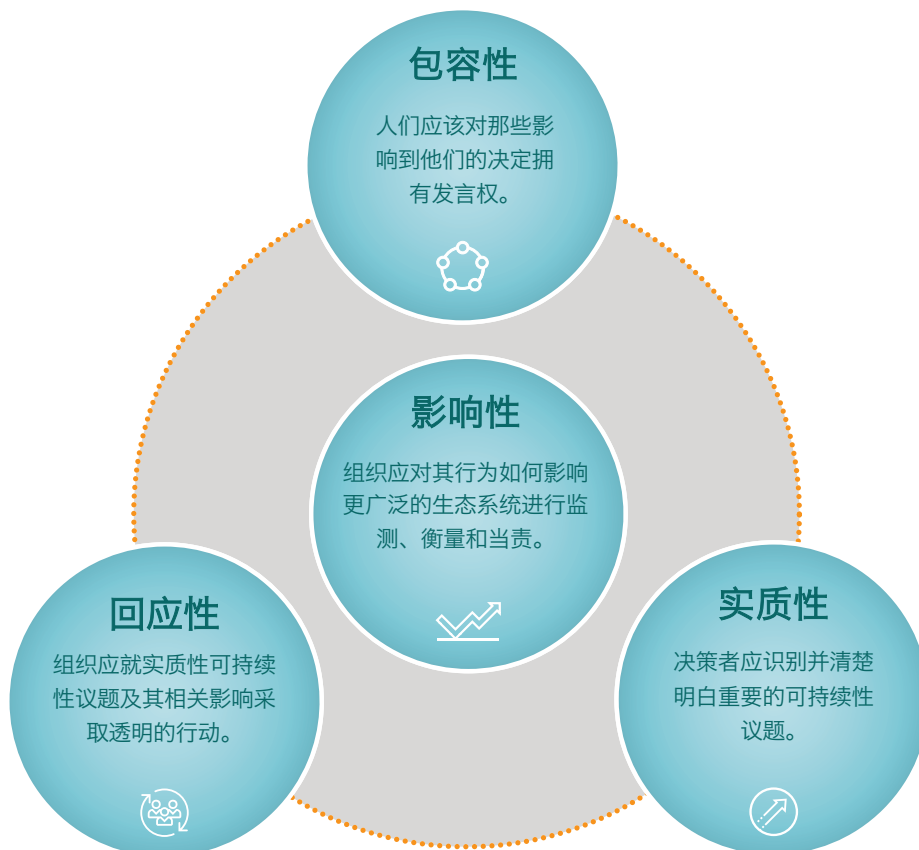 包容性
人们应该对那些影
响到他们的决定拥
有发言权。
影响性
组织应对其行为如何影响
更广泛的生态系统进行监
测、衡量和当责。
回应性
组织应就实质性可持续
性议题及其相关影响采
取透明的行动。
实质性
决策者应识别并清楚
明白重要的可持续性
议题。